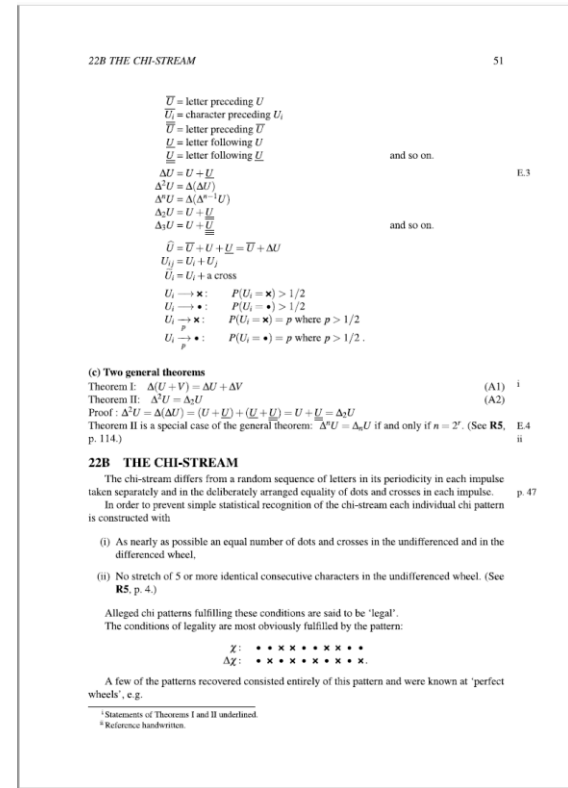 22B THE CHI-STREAM 51
U̅ = letter preceding U
U̅ᵢ = character preceding Uᵢ
U̿ = letter preceding U̅
U̲ = letter following U
U̳ = letter following U̲ and so on.
ΔU = U + U̲ E.3
Δ²U = Δ(ΔU)
ΔⁿU = Δ(Δⁿ⁻¹U)
Δ₂U = U + U̳
Δ₃U = U + U̳̲ and so on.
Û = U̅ + U + U̲ = U̅ + ΔU
Uᵢⱼ = Uᵢ + Uⱼ
Ũᵢ = Uᵢ + a cross
Uᵢ ⟶ × : P(Uᵢ = ×) > 1/2
Uᵢ ⟶ • : P(Uᵢ = •) > 1/2
Uᵢ →ₚ × : P(Uᵢ = ×) = p where p > 1/2
Uᵢ →ₚ • : P(Uᵢ = •) = p where p > 1/2 .
(c) Two general theorems
Theorem I: Δ(U + V) = ΔU + ΔV (A1) i
Theorem II: Δ²U = Δ₂U (A2)
Proof : Δ²U = Δ(ΔU) = (U + U̲) + (U̲ + U̳) = U + U̳ = Δ₂U
Theorem II is a special case of the general theorem: ΔⁿU = ΔₙU if and only if n = 2ʳ. (See R5, E.4
p. 114.) ii
22B THE CHI-STREAM
The chi-stream differs from a random sequence of letters in its periodicity in each impulse
taken separately and in the deliberately arranged equality of dots and crosses in each impulse. p. 47
In order to prevent simple statistical recognition of the chi-stream each individual chi pattern
is constructed with
(i) As nearly as possible an equal number of dots and crosses in the undifferenced and in the
differenced wheel,
(ii) No stretch of 5 or more identical consecutive characters in the undifferenced wheel. (See
R5, p. 4.)
Alleged chi patterns fulfilling these conditions are said to be 'legal'.
The conditions of legality are most obviously fulfilled by the pattern:
χ : • • × × • • × × • •
Δχ : • × • × • × • × • ×.
A few of the patterns recovered consisted entirely of this pattern and were known at 'perfect
wheels', e.g.
i Statements of Theorems I and II underlined.
ii Reference handwritten.